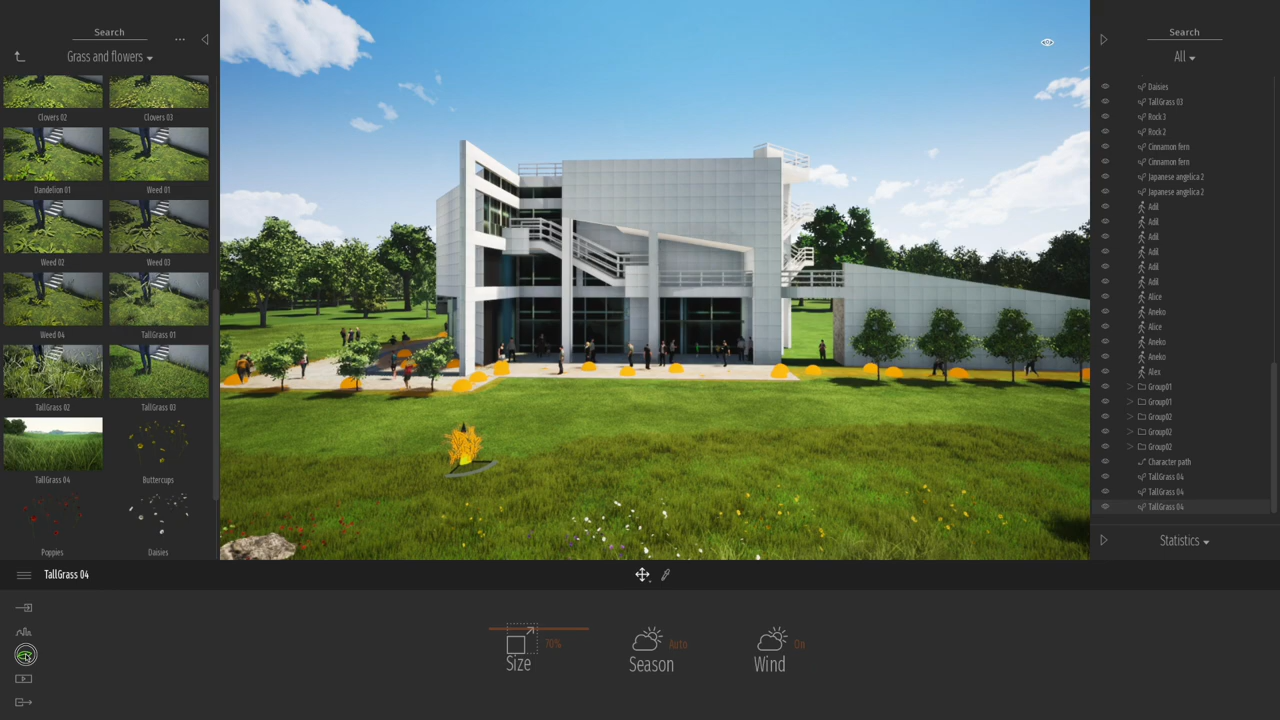 Search
...
Grass and flowers
Clovers 02
Clovers 03
Dandelion 01
Weed 01
Weed 02
Weed 03
Weed 04
TallGrass 01
TallGrass 02
TallGrass 03
TallGrass 04
Buttercups
Poppies
Daisies
Search
All
Daisies
TallGrass 03
Rock 3
Rock 2
Cinnamon fern
Cinnamon fern
Japanese angelica 2
Japanese angelica 2
Adil
Adil
Adil
Adil
Adil
Adil
Alice
Aneko
Alice
Aneko
Aneko
Alex
Group01
Group01
Group02
Group02
Group02
Character path
TallGrass 04
TallGrass 04
TallGrass 04
Statistics
TallGrass 04
70%
Size
Auto
Season
On
Wind